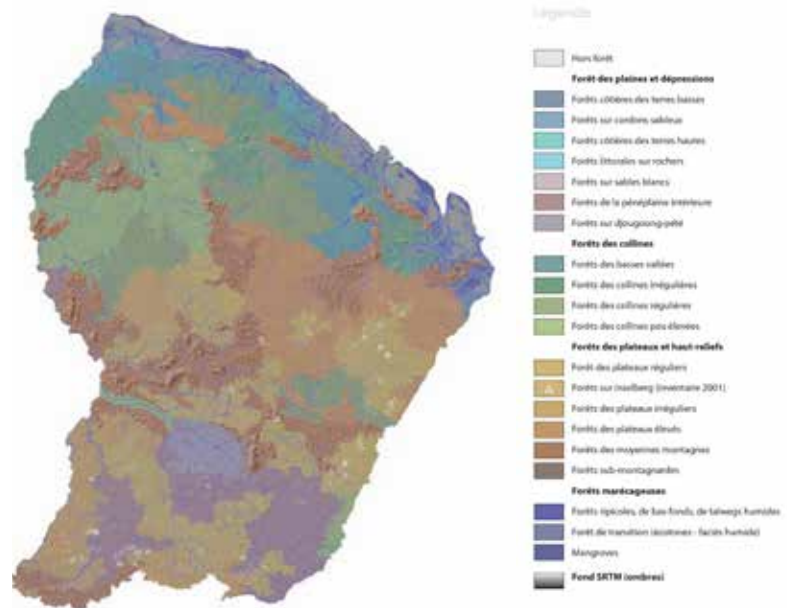 Légende
Hors forêt
Forêt des plaines et dépressions
Forêts côtières des terres basses
Forêts sur cordons sableux
Forêts côtières des terres hautes
Forêts littorales sur rochers
Forêts sur sables blancs
Forêts de la pénéplaine intérieure
Forêts sur djougoung-pété
Forêts des collines
Forêts des basses vallées
Forêts des collines irrégulières
Forêts des collines régulières
Forêts des collines peu élevées
Forêts des plateaux et haut-reliefs
Forêt des plateaux réguliers
Forêts sur inselberg (inventaire 2001)
Forêts des plateaux irréguliers
Forêts des plateaux élevés
Forêts des moyennes montagnes
Forêts sub-montagnardes
Forêts marécageuses
Forêts ripicoles, de bas-fonds, de talwegs humides
Forêt de transition (écotones - faciès humide)
Mangroves
Fond SRTM (ombres)